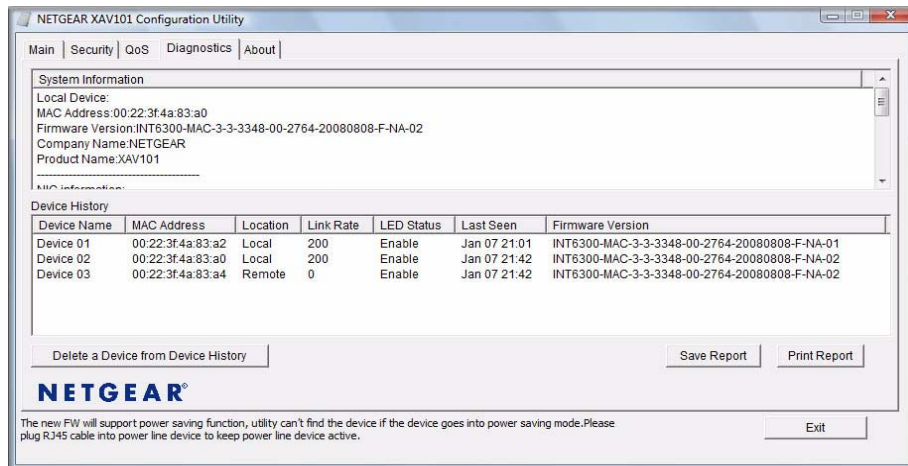 NETGEAR XAV101 Configuration Utility
Main Security QoS Diagnostics About
System Information
Local Device:
MAC Address:00:22:3f:4a:83:a0
Firmware Version:INT6300-MAC-3-3-3348-00-2764-20080808-F-NA-02
Company Name:NETGEAR
Product Name:XAV101
------------------------------------------
NIC information:
Device History
Device Name MAC Address Location Link Rate LED Status Last Seen Firmware Version
Device 01 00:22:3f:4a:83:a2 Local 200 Enable Jan 07 21:01 INT6300-MAC-3-3-3348-00-2764-20080808-F-NA-01
Device 02 00:22:3f:4a:83:a0 Local 200 Enable Jan 07 21:42 INT6300-MAC-3-3-3348-00-2764-20080808-F-NA-02
Device 03 00:22:3f:4a:83:a4 Remote 0 Enable Jan 07 21:42 INT6300-MAC-3-3-3348-00-2764-20080808-F-NA-02
Delete a Device from Device History Save Report Print Report
NETGEAR®
The new FW will support power saving function, utility can't find the device if the device goes into power saving mode.Please
plug RJ45 cable into power line device to keep power line device active.
Exit